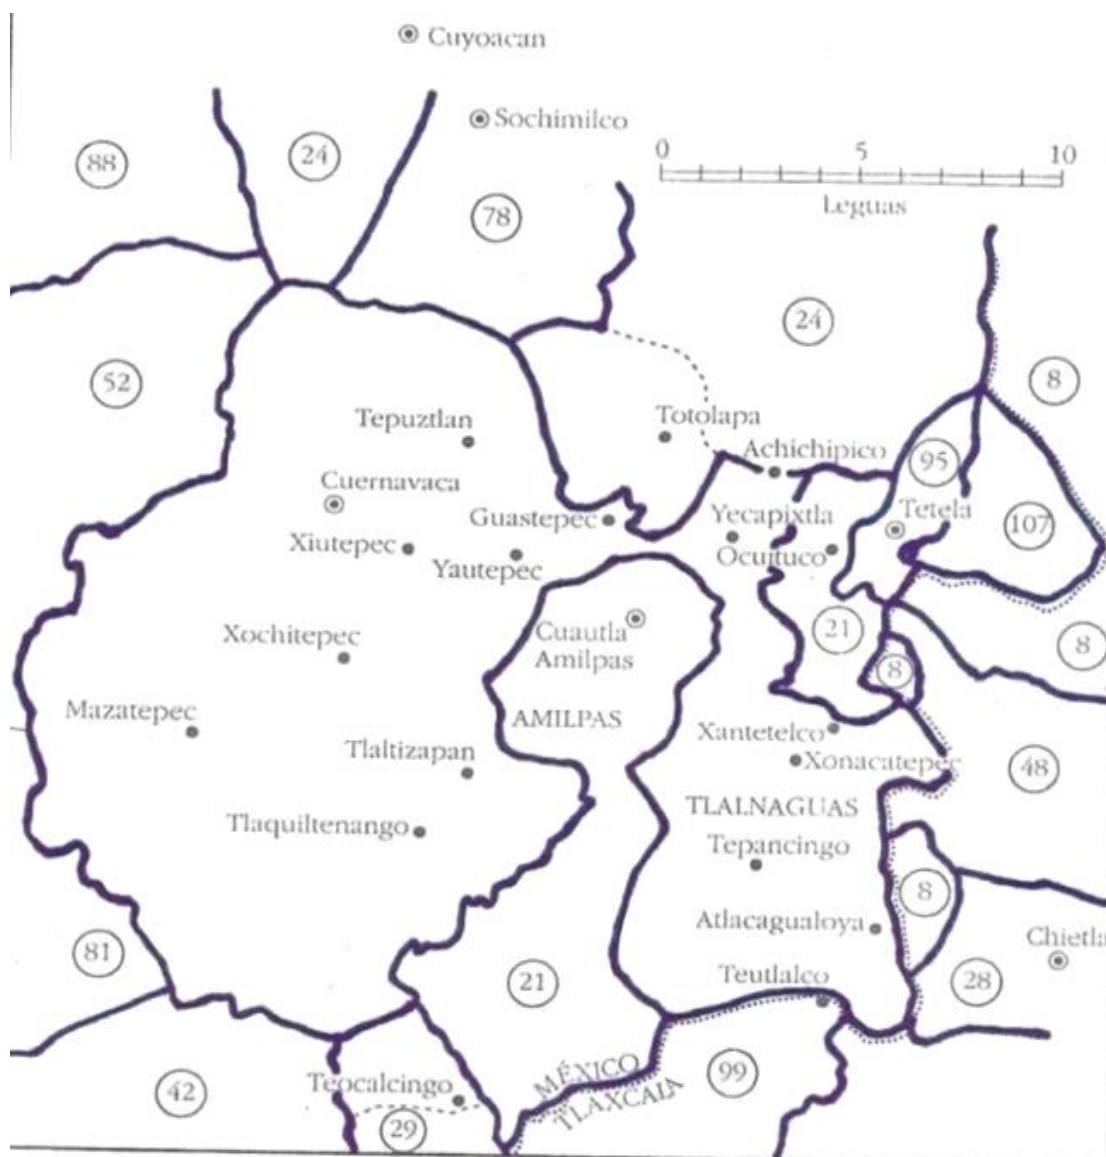 Cuyoacan
Sochimilco
88
24
0 5 10
Leguas
78
24
52
8
Tepuztlan
Totolapa
Achichipico
95
Cuernavaca
Guastepec
Yecapixtla
Tetela
107
Xiutepec
Yautepec
Ocuituco
Xochitepec
Cuautla
Amilpas
21
8
8
Mazatepec
AMILPAS
Xantetelco
Tlaltizapan
Xonacatepec
48
TLALNAGUAS
Tlaquiltenango
Tepancingo
8
Atlacagualoya
Chietla
81
21
Teutlalco
28
MÉXICO
TLAXCALA
99
42
Teocalcingo
29